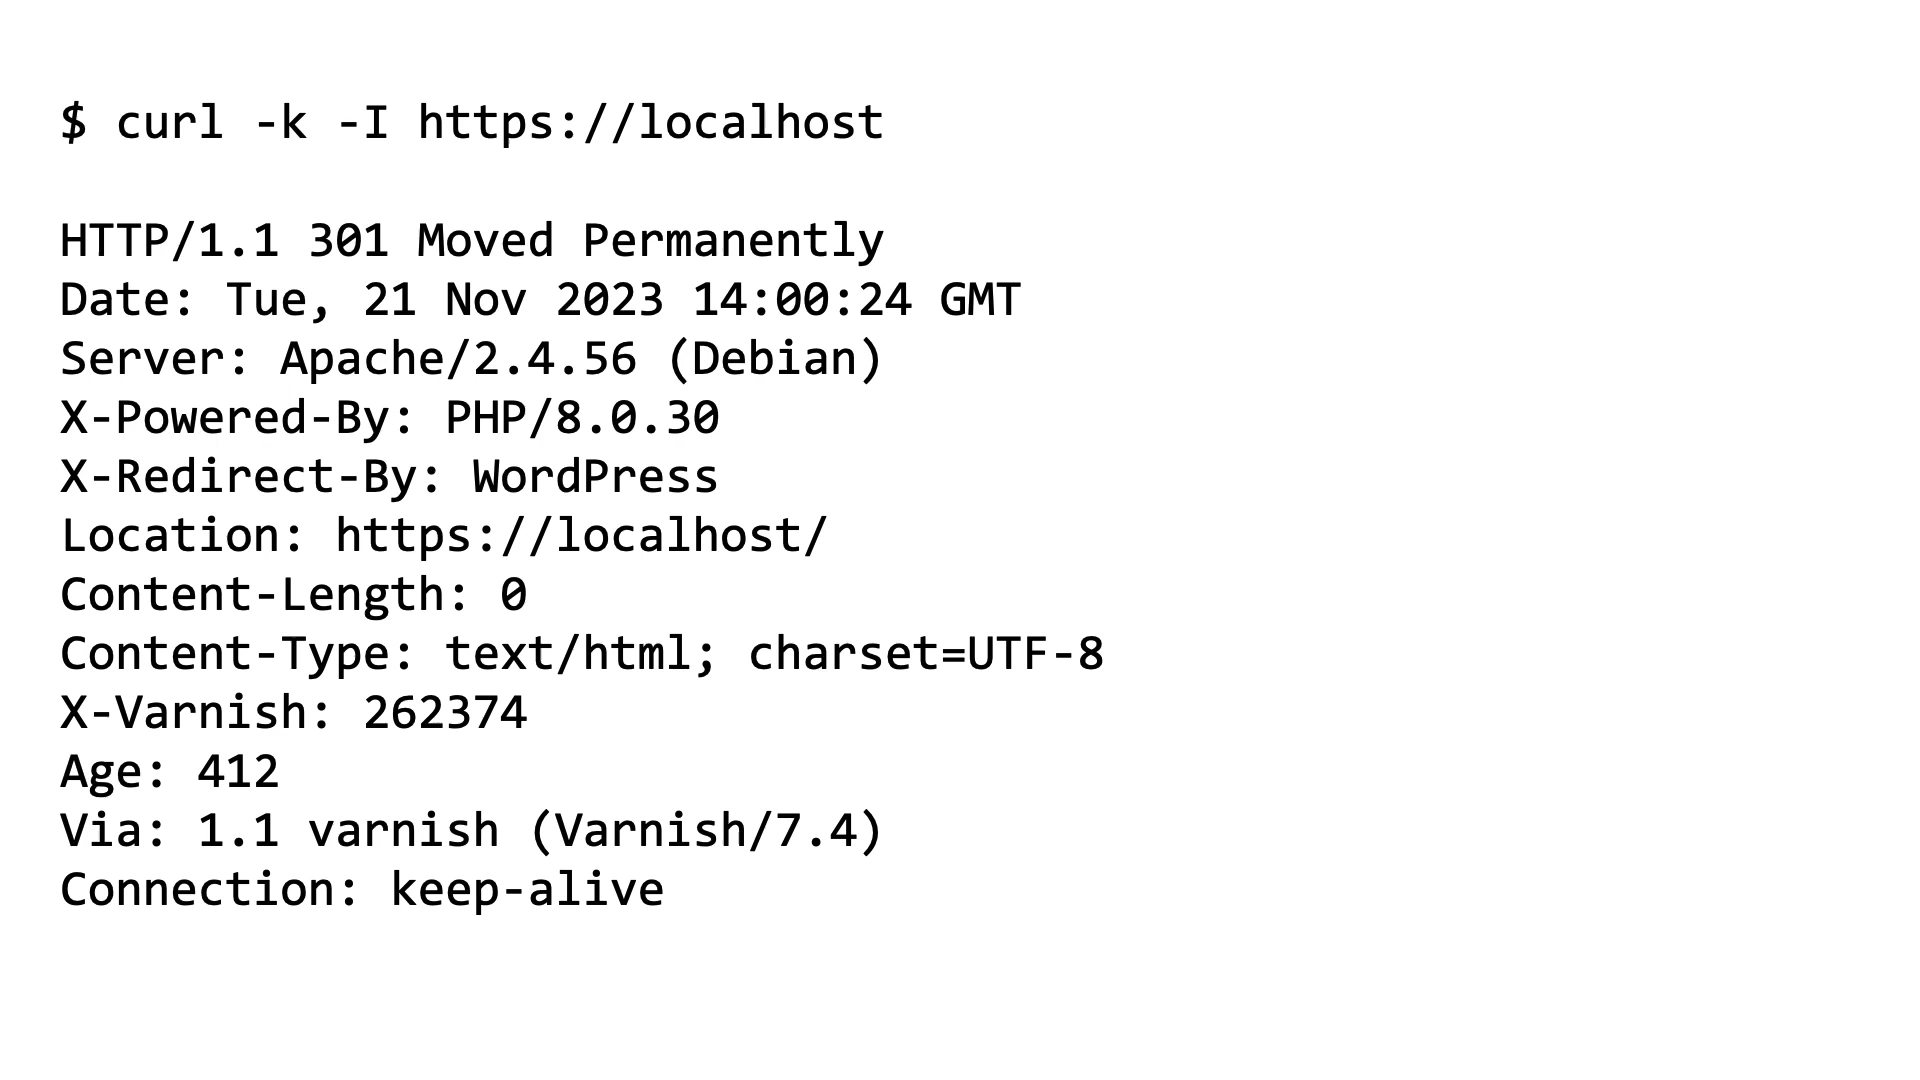 $ curl -k -I https://localhost
HTTP/1.1 301 Moved Permanently
Date: Tue, 21 Nov 2023 14:00:24 GMT
Server: Apache/2.4.56 (Debian)
X-Powered-By: PHP/8.0.30
X-Redirect-By: WordPress
Location: https://localhost/
Content-Length: 0
Content-Type: text/html; charset=UTF-8
X-Varnish: 262374
Age: 412
Via: 1.1 varnish (Varnish/7.4)
Connection: keep-alive